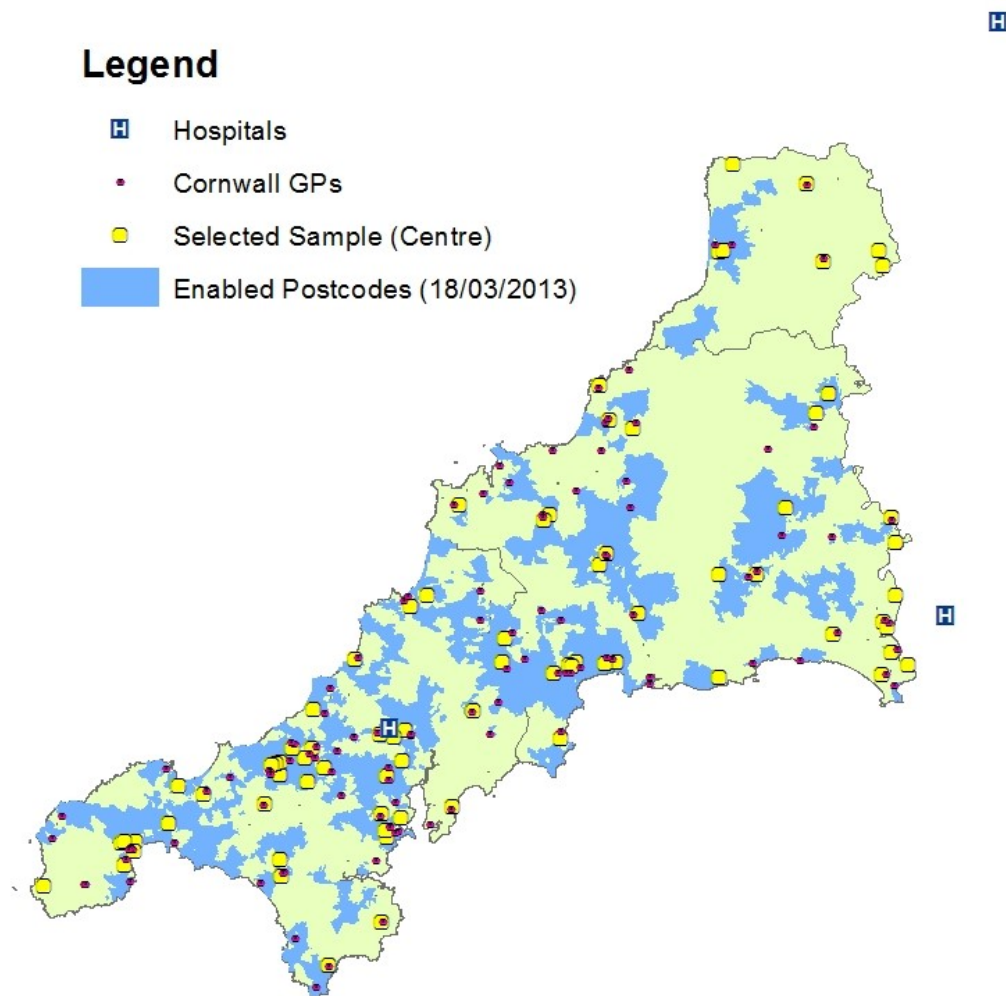 H
Legend
H Hospitals
Cornwall GPs
Selected Sample (Centre)
Enabled Postcodes (18/03/2013)
H
H